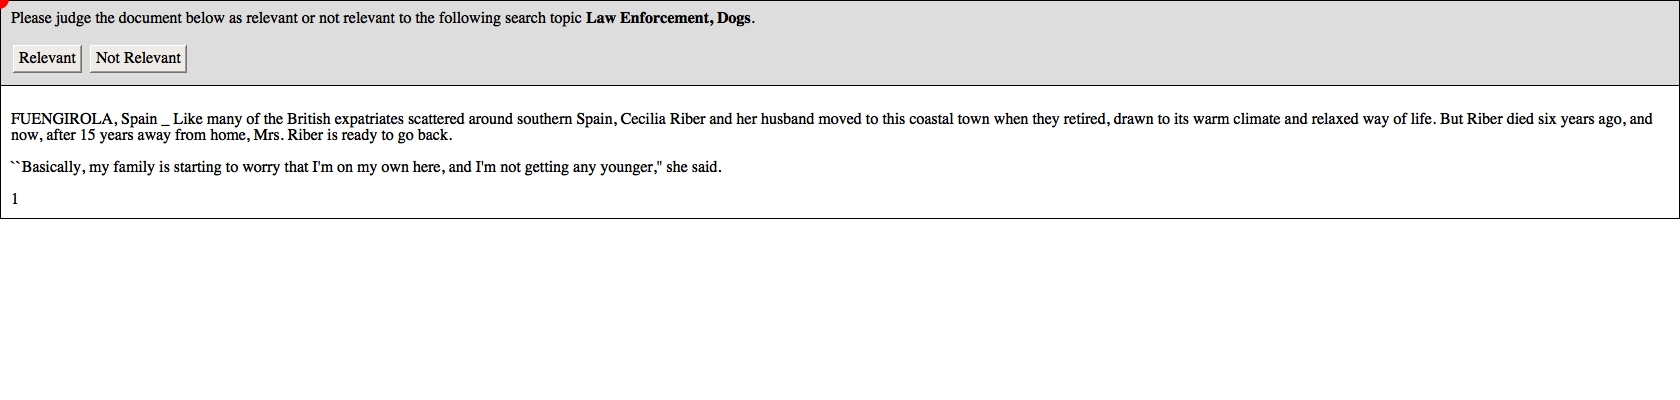 Please judge the document below as relevant or not relevant to the following search topic Law Enforcement, Dogs.
Relevant Not Relevant
FUENGIROLA, Spain _ Like many of the British expatriates scattered around southern Spain, Cecilia Riber and her husband moved to this coastal town when they retired, drawn to its warm climate and relaxed way of life. But Riber died six years ago, and
now, after 15 years away from home, Mrs. Riber is ready to go back.
``Basically, my family is starting to worry that I'm on my own here, and I'm not getting any younger," she said.
1